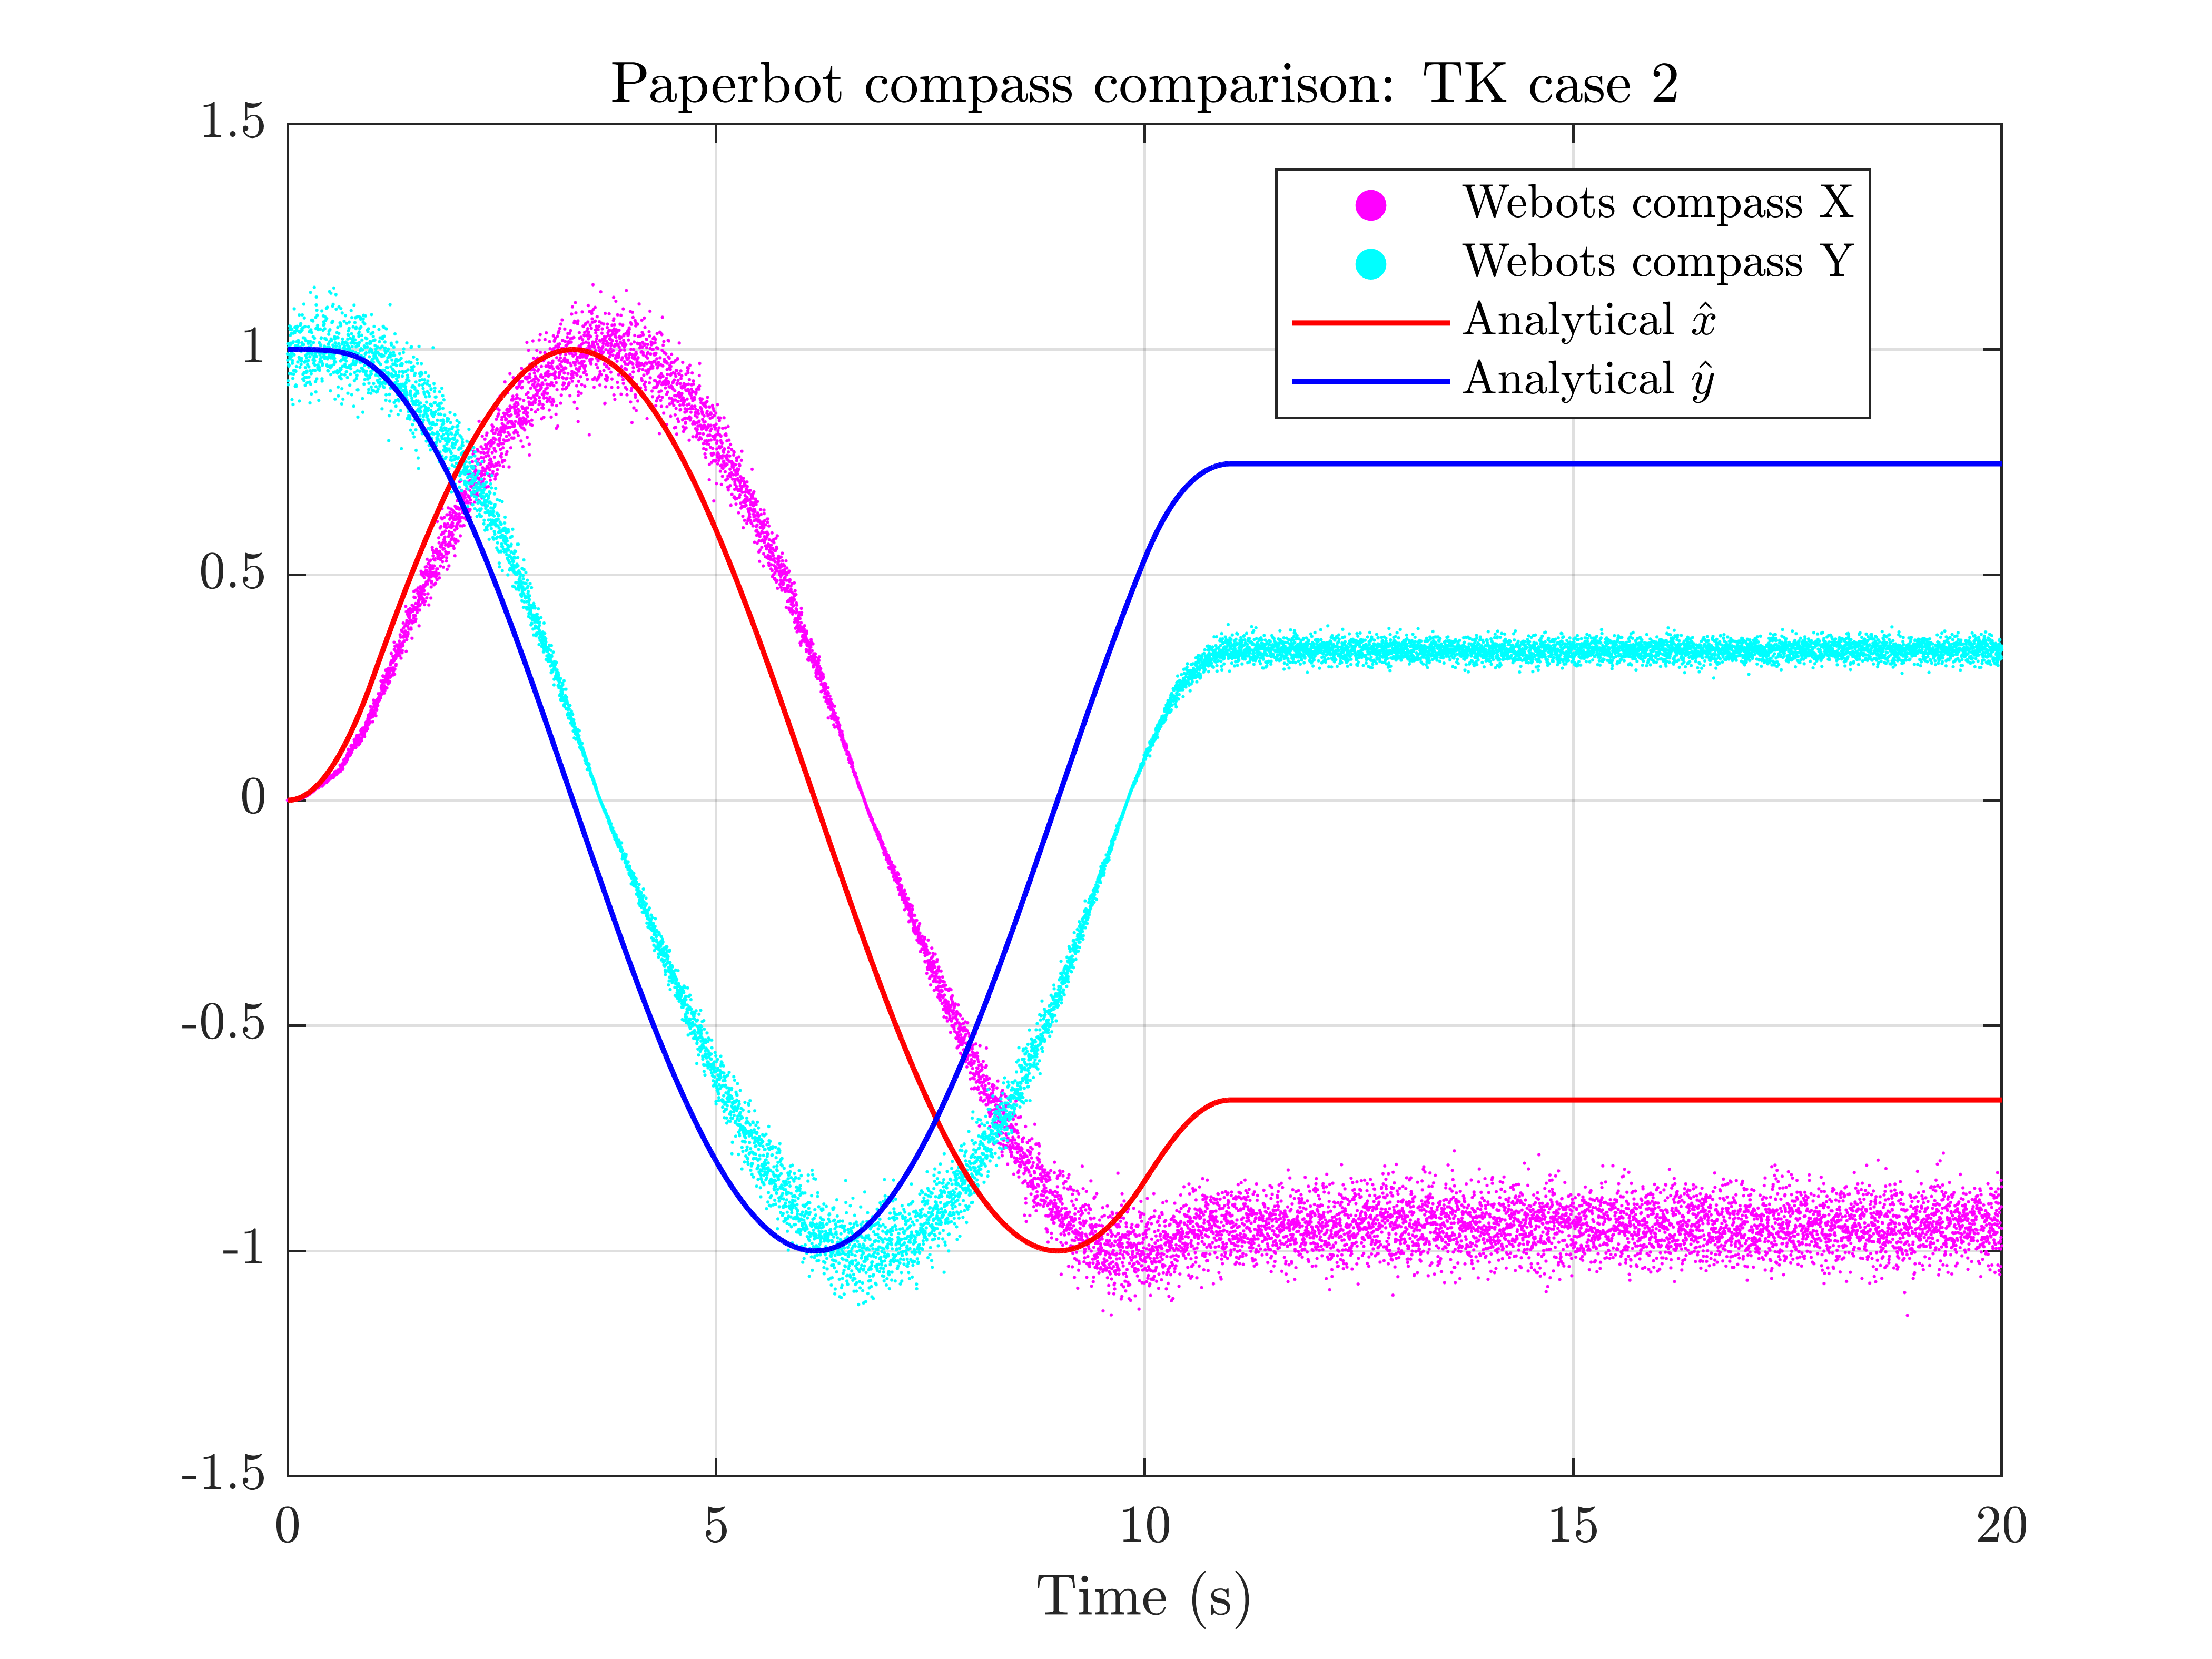 Paperbot compass comparison: TK case 2
1.5
1
0.5
0
-0.5
-1
-1.5
Webots compass X
Webots compass Y
Analytical x̂
Analytical ŷ
0 5 10 15 20
Time (s)